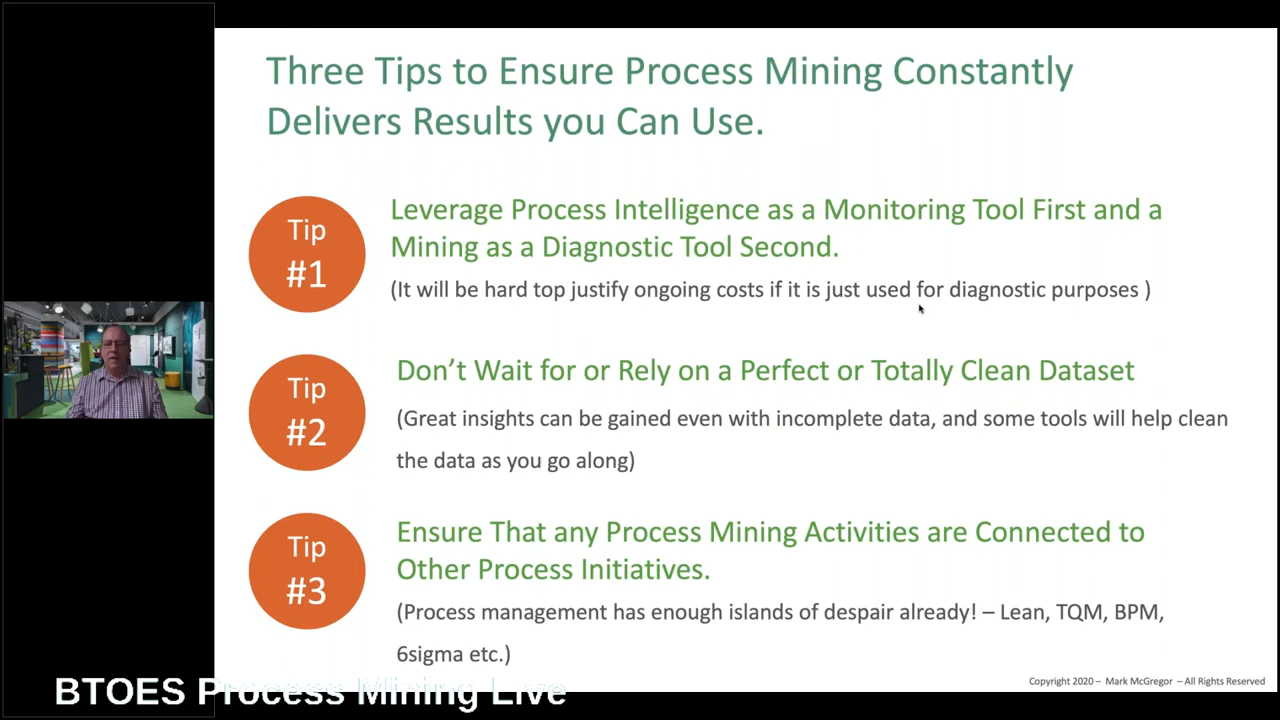 Three Tips to Ensure Process Mining Constantly
Delivers Results you Can Use.
Tip
#1
Leverage Process Intelligence as a Monitoring Tool First and a
Mining as a Diagnostic Tool Second.
(It will be hard top justify ongoing costs if it is just used for diagnostic purposes )
Tip
#2
Don’t Wait for or Rely on a Perfect or Totally Clean Dataset
(Great insights can be gained even with incomplete data, and some tools will help clean
the data as you go along)
Tip
#3
Ensure That any Process Mining Activities are Connected to
Other Process Initiatives.
(Process management has enough islands of despair already! – Lean, TQM, BPM,
6sigma etc.)
Copyright 2020 – Mark McGregor – All Rights Reserved
BTOES Process Mining Live